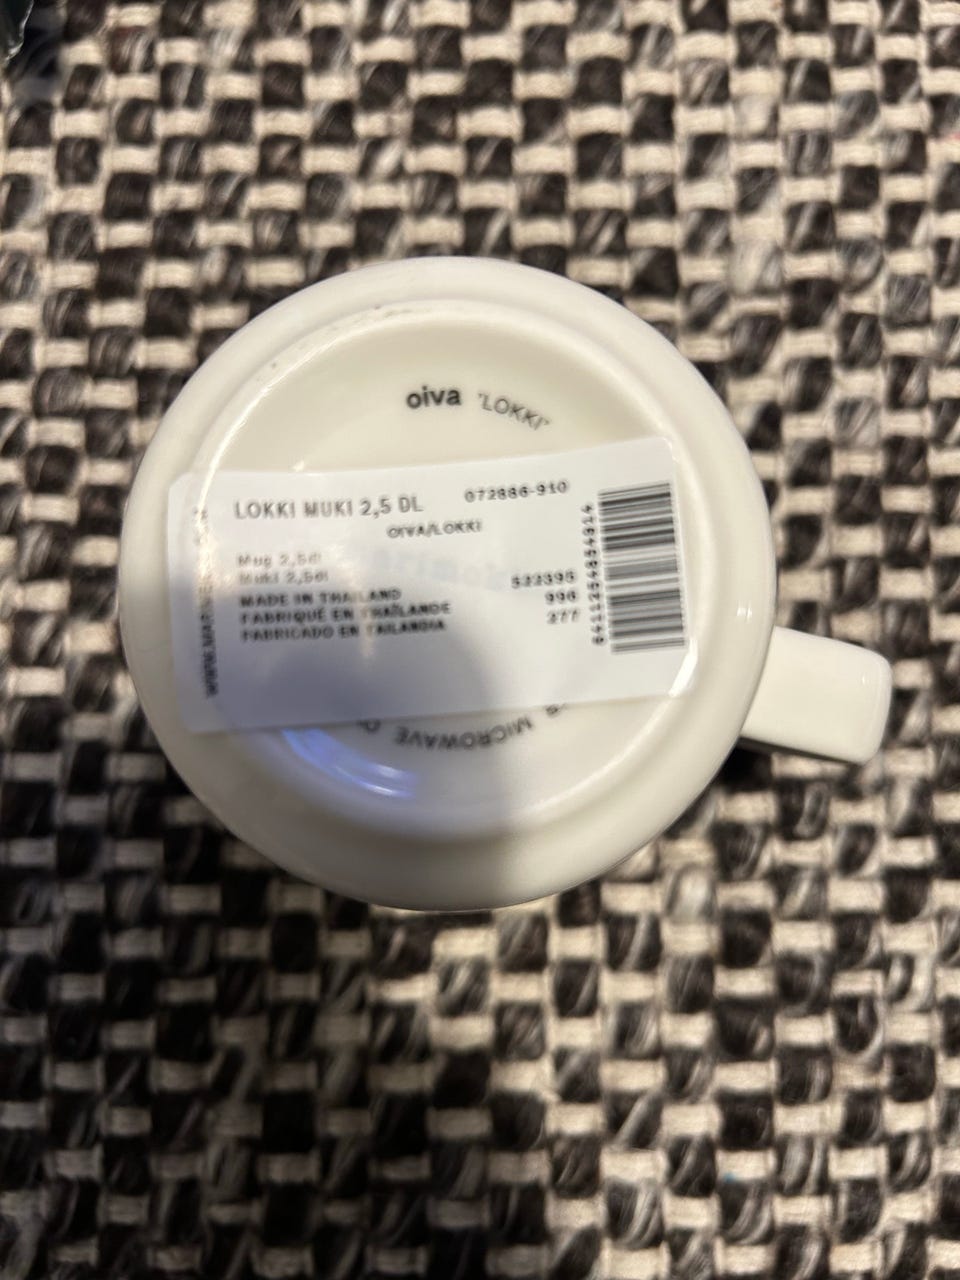 oiva 'LOKKI'
LOKKI MUKI 2,5 DL 072886-910
OIVA/LOKKI
Mug 2,5dl
Muki 2,5dl 522395
MADE IN THAILAND 996
FABRIQUÉ EN THAÏLANDE 277
FABRICADO EN TAILANDIA
MICROWAVE